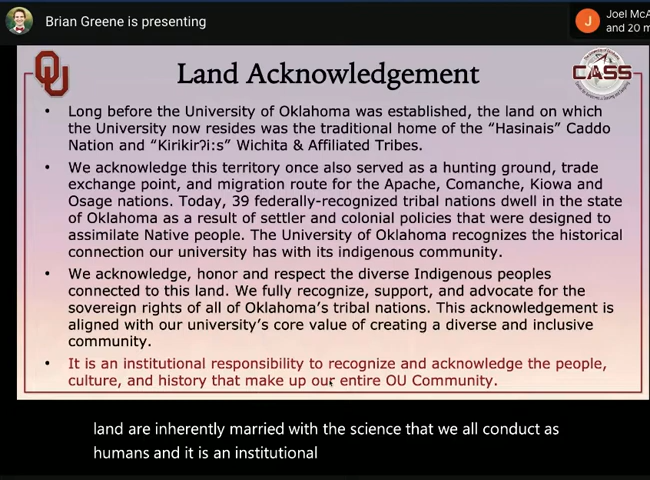 Brian Greene is presenting
J
Joel McA
and 20 m
OU
Land Acknowledgement
CASS
• Long before the University of Oklahoma was established, the land on which
the University now resides was the traditional home of the “Hasinais” Caddo
Nation and “Kirikirʔi:s” Wichita & Affiliated Tribes.
• We acknowledge this territory once also served as a hunting ground, trade
exchange point, and migration route for the Apache, Comanche, Kiowa and
Osage nations. Today, 39 federally-recognized tribal nations dwell in the state
of Oklahoma as a result of settler and colonial policies that were designed to
assimilate Native people. The University of Oklahoma recognizes the historical
connection our university has with its indigenous community.
• We acknowledge, honor and respect the diverse Indigenous peoples
connected to this land. We fully recognize, support, and advocate for the
sovereign rights of all of Oklahoma’s tribal nations. This acknowledgement is
aligned with our university’s core value of creating a diverse and inclusive
community.
• It is an institutional responsibility to recognize and acknowledge the people,
culture, and history that make up our entire OU Community.
land are inherently married with the science that we all conduct as
humans and it is an institutional